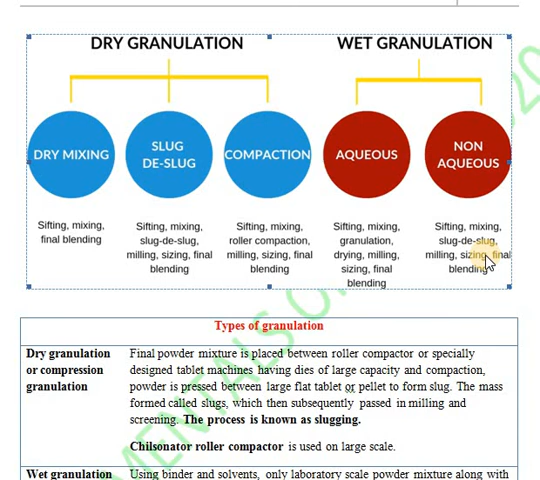 DRY GRANULATION
WET GRANULATION
DRY MIXING
SLUG
DE-SLUG
COMPACTION
AQUEOUS
NON
AQUEOUS
Sifting, mixing,
final blending
Sifting, mixing,
slug-de-slug,
milling, sizing, final
blending
Sifting, mixing,
roller compaction,
milling, sizing, final
blending
Sifting, mixing,
granulation,
drying, milling,
sizing, final
blending
Sifting, mixing,
slug-de-slug,
milling, sizing, final
blending
Types of granulation
Dry granulation
or compression
granulation
Final powder mixture is placed between roller compactor or specially
designed tablet machines having dies of large capacity and compaction,
powder is pressed between large flat tablet or pellet to form slug. The mass
formed called slugs, which then subsequently passed in milling and
screening. The process is known as slugging.
Chilsonator roller compactor is used on large scale.
Wet granulation
Using binder and solvents, only laboratory scale powder mixture along with